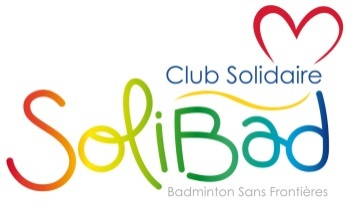 Club Solidaire
SoliBad
Badminton Sans Frontières